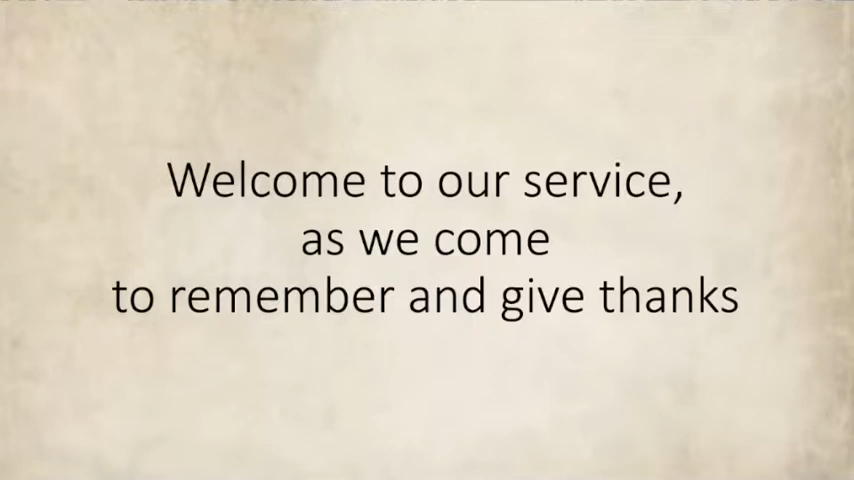 Welcome to our service,
as we come
to remember and give thanks